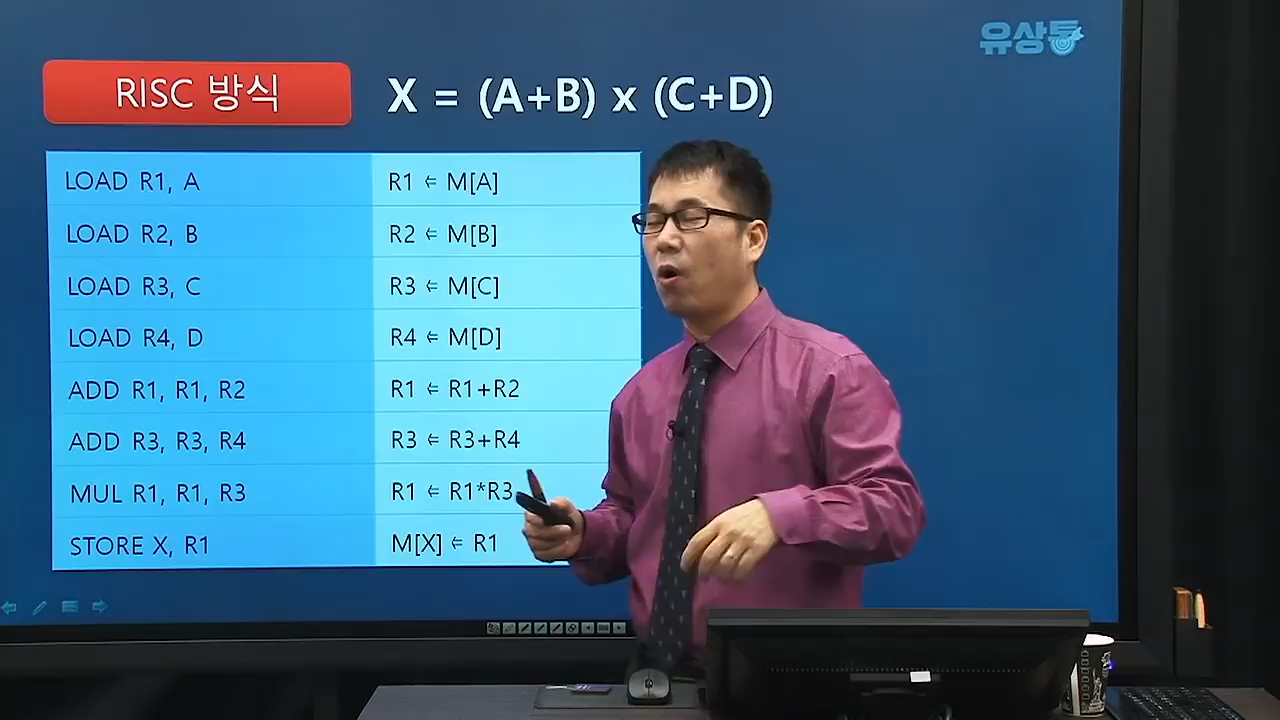 유상통
RISC 방식
X = (A+B) x (C+D)
LOAD R1, A R1 ⇐ M[A]
LOAD R2, B R2 ⇐ M[B]
LOAD R3, C R3 ⇐ M[C]
LOAD R4, D R4 ⇐ M[D]
ADD R1, R1, R2 R1 ⇐ R1+R2
ADD R3, R3, R4 R3 ⇐ R3+R4
MUL R1, R1, R3 R1 ⇐ R1*R3
STORE X, R1 M[X] ⇐ R1